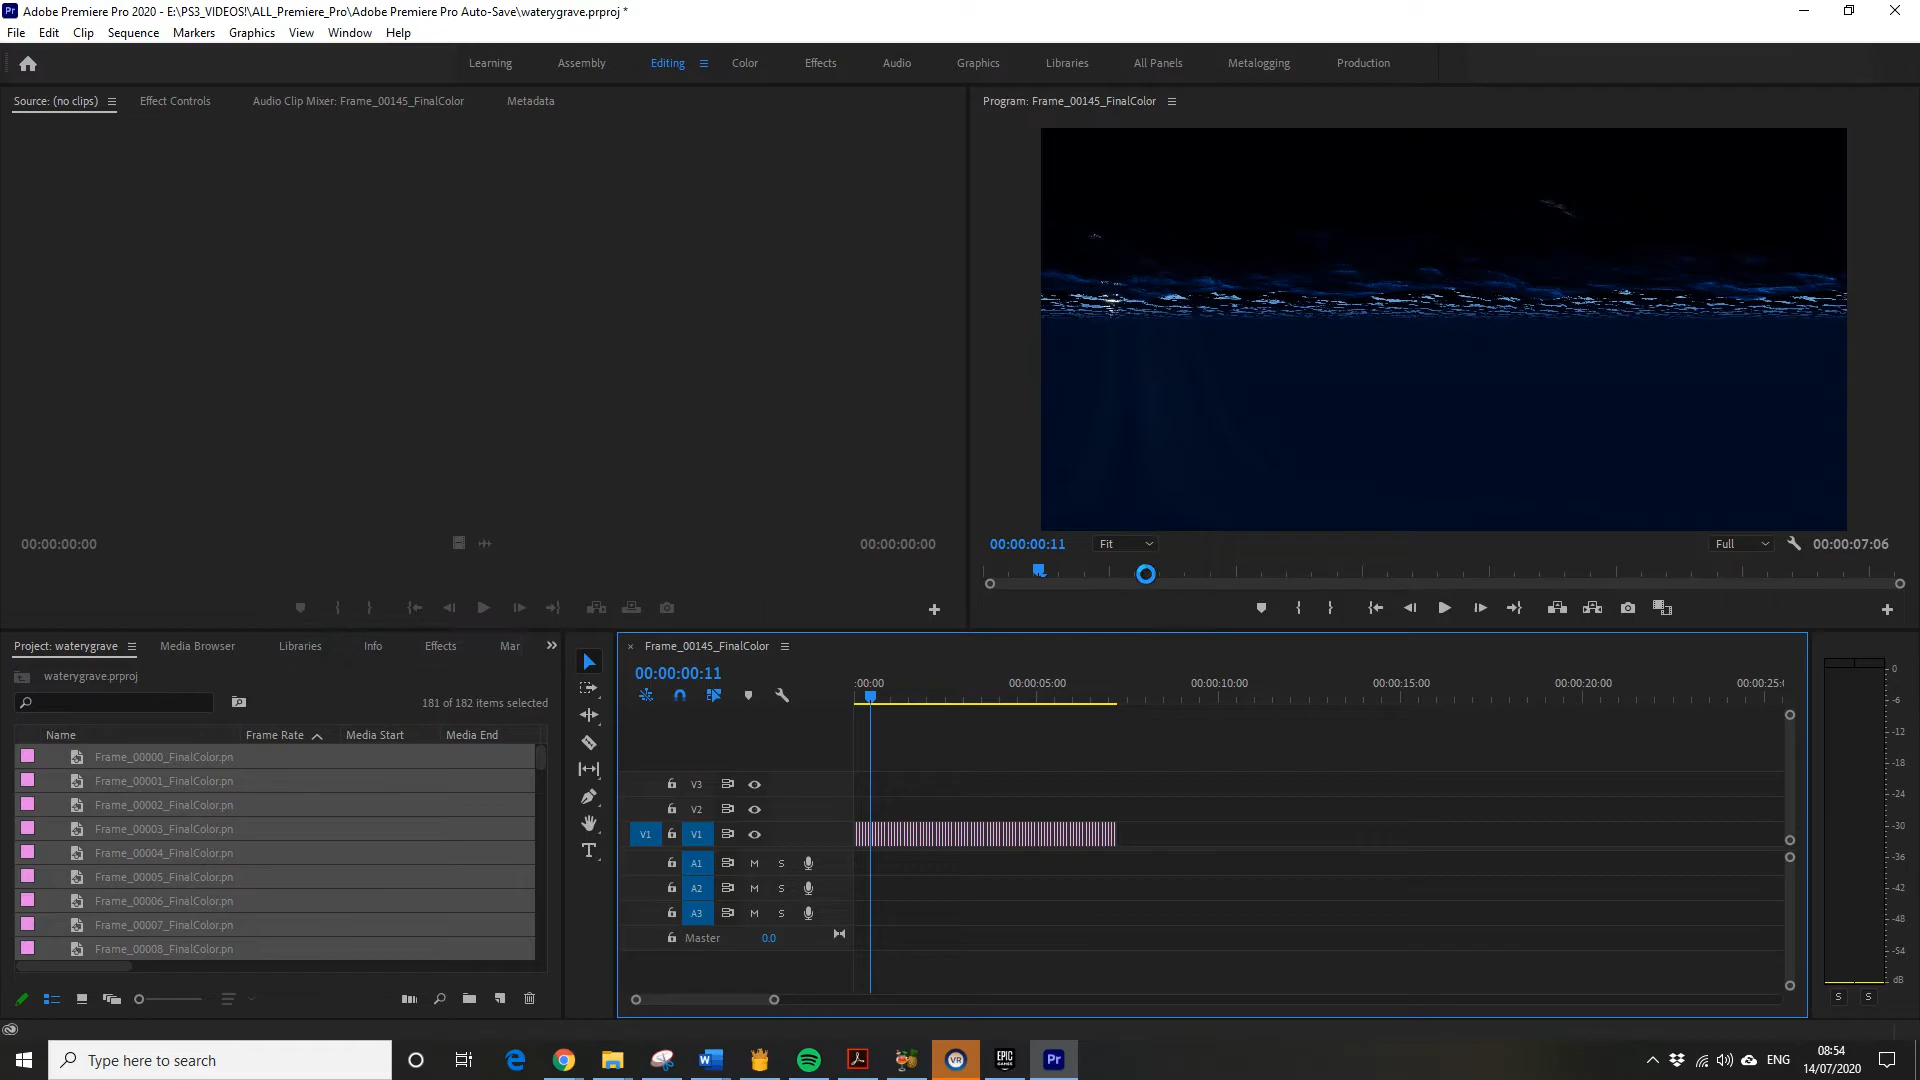 Adobe Premiere Pro 2020 - E:\PS3_VIDEOS!\ALL_Premiere_Pro\Adobe Premiere Pro Auto-Save\waterygrave.prproj *
File Edit Clip Sequence Markers Graphics View Window Help
Learning Assembly Editing Color Effects Audio Graphics Libraries All Panels Metalogging Production
Source: (no clips) Effect Controls Audio Clip Mixer: Frame_00145_FinalColor Metadata
Program: Frame_00145_FinalColor
00:00:00:00 00:00:00:00
00:00:00:11 Fit Full 00:00:07:06
Project: waterygrave Media Browser Libraries Info Effects Mar
waterygrave.prproj
181 of 182 items selected
Name Frame Rate Media Start Media End
Frame_00000_FinalColor.pn
Frame_00001_FinalColor.pn
Frame_00002_FinalColor.pn
Frame_00003_FinalColor.pn
Frame_00004_FinalColor.pn
Frame_00005_FinalColor.pn
Frame_00006_FinalColor.pn
Frame_00007_FinalColor.pn
Frame_00008_FinalColor.pn
Frame_00145_FinalColor
00:00:00:11
:00:00 00:00:05:00 00:00:10:00 00:00:15:00 00:00:20:00 00:00:25:0
V3
V2
V1 V1
A1 M S
A2 M S
A3 M S
Master 0.0
0
-6
-12
-18
-24
-30
-36
-42
-48
-54
dB
S S
Type here to search
W VR EPIC GAMES Pr
ENG
08:54
14/07/2020